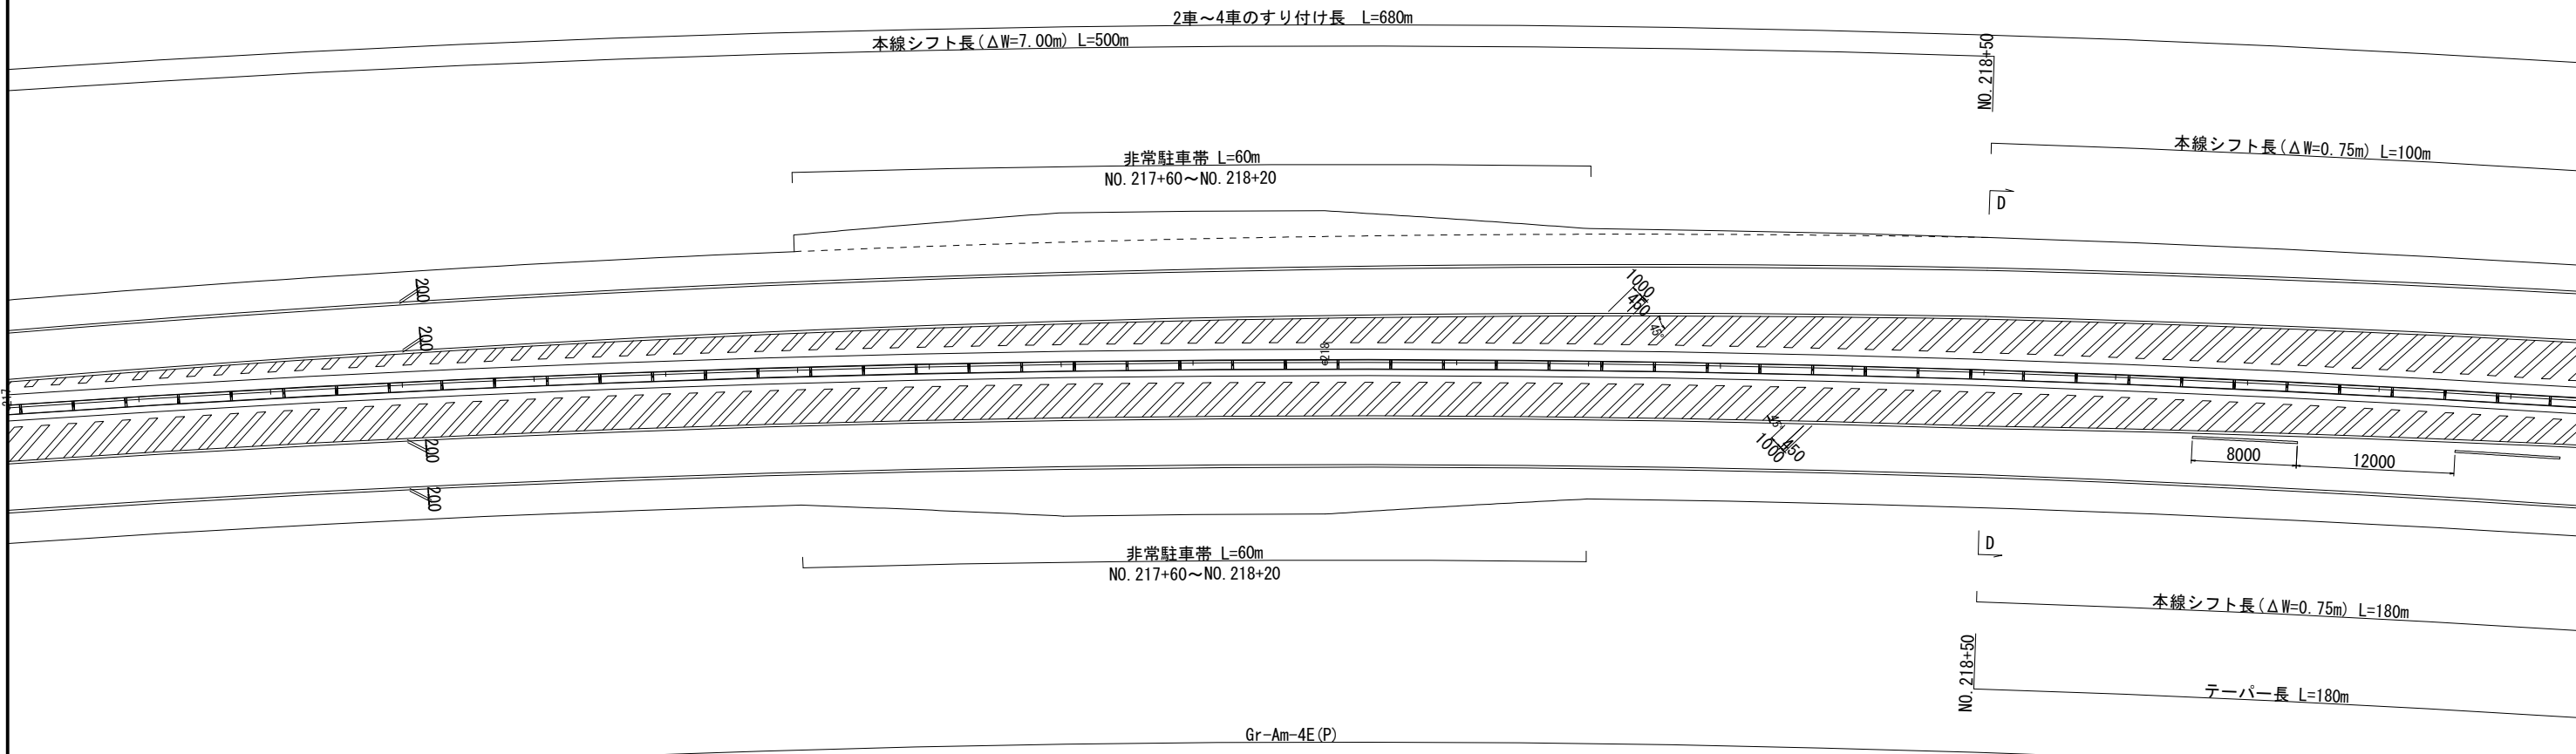 2車～4車のすり付け長 L=680m
本線シフト長(ΔW=7.00m) L=500m
NO.218+50
本線シフト長(ΔW=0.75m) L=100m
非常駐車帯 L=60m
NO.217+60～NO.218+20
D
200
200
1000
450
45°
218
217
200
200
45°
1000
450
8000
12000
D
非常駐車帯 L=60m
NO.217+60～NO.218+20
本線シフト長(ΔW=0.75m) L=180m
NO.218+50
テーパー長 L=180m
Gr-Am-4E(P)